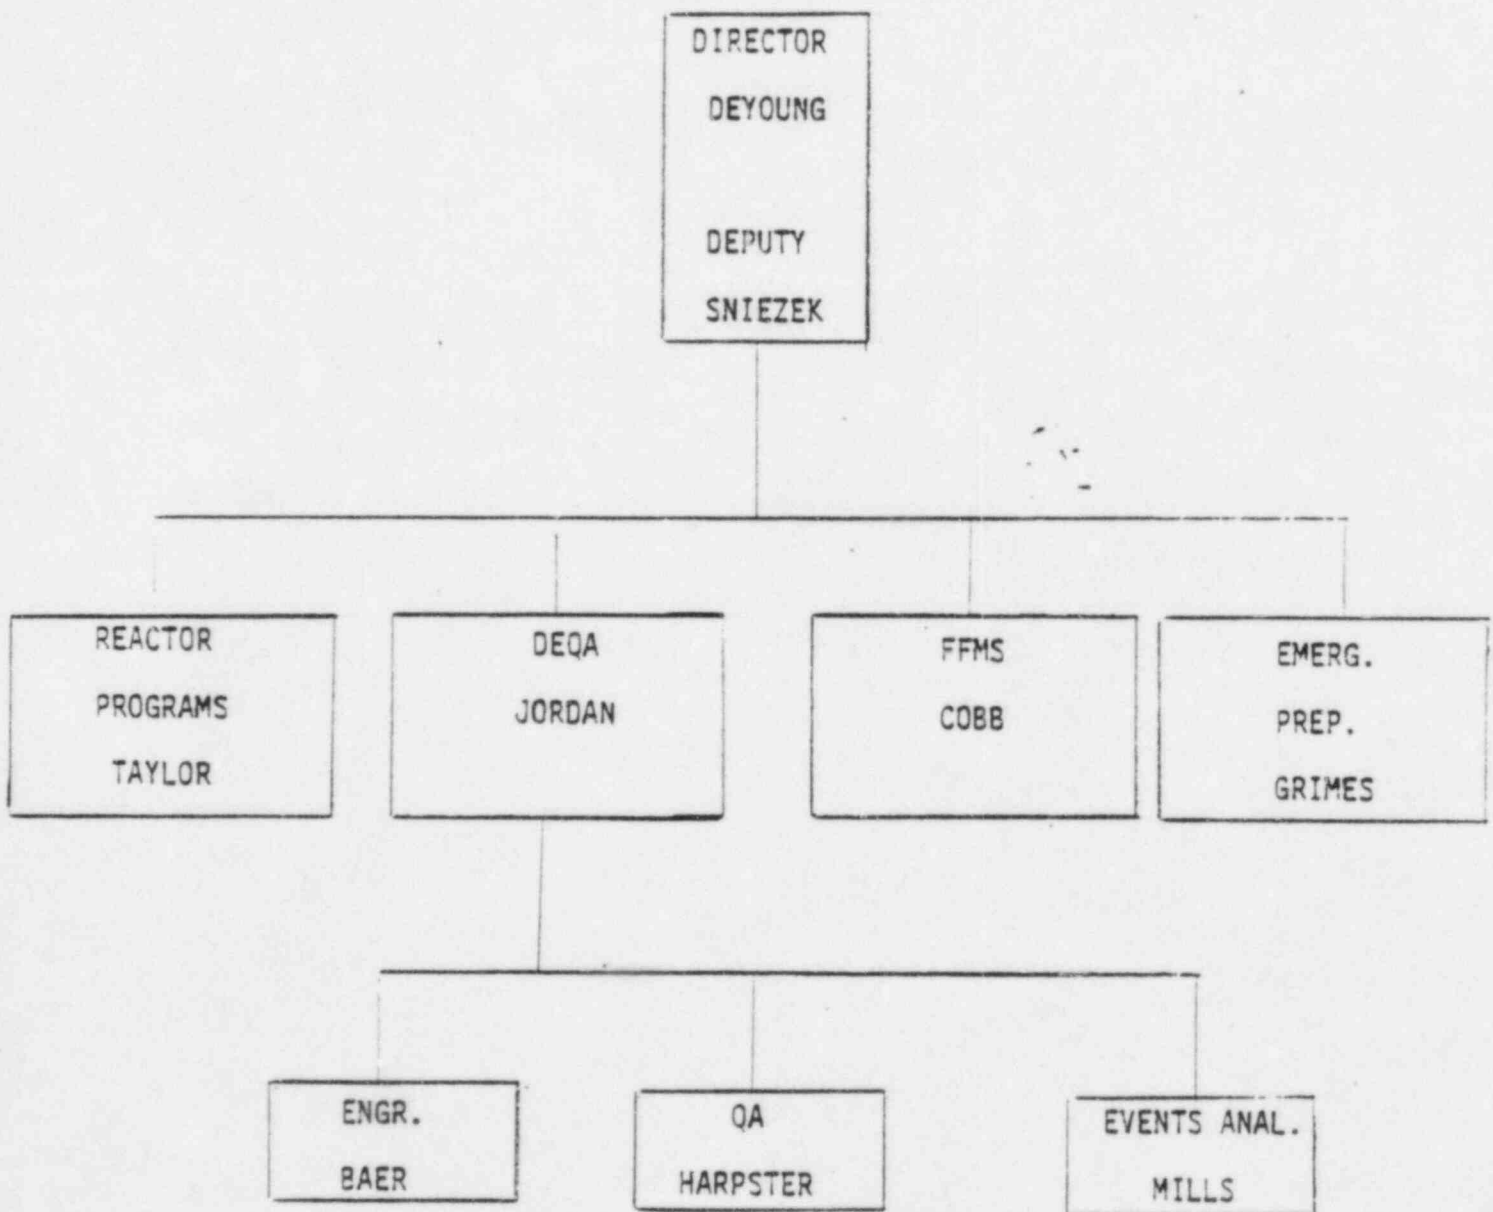 DIRECTOR
DEYOUNG
DEPUTY
SNIEZEK
REACTOR
PROGRAMS
TAYLOR
DEQA
JORDAN
FFMS
COBB
EMERG.
PREP.
GRIMES
ENGR.
BAER
QA
HARPSTER
EVENTS ANAL.
MILLS